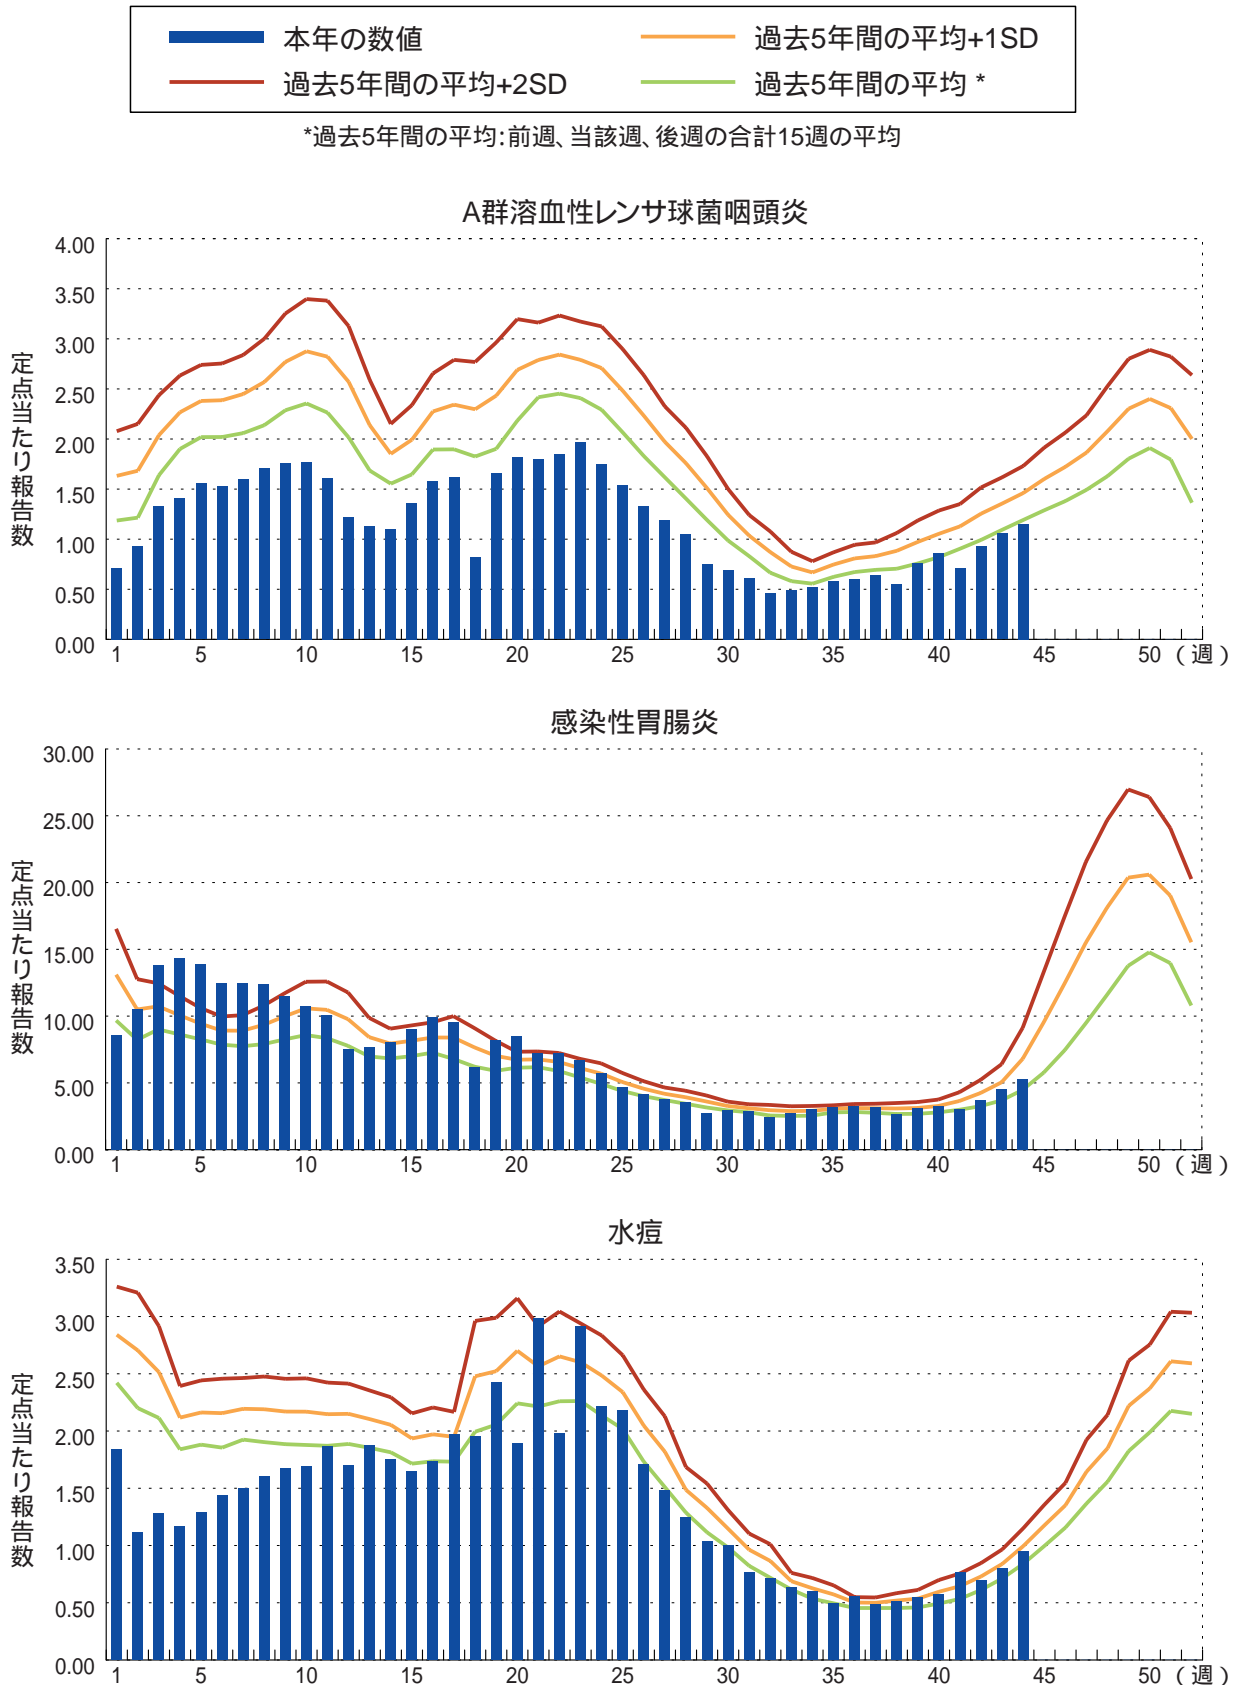 本年の数値
過去5年間の平均+1SD
過去5年間の平均+2SD
過去5年間の平均 *
*過去5年間の平均:前週、当該週、後週の合計15週の平均
A群溶血性レンサ球菌咽頭炎
定点当たり報告数
4.00
3.50
3.00
2.50
2.00
1.50
1.00
0.50
0.00
1 5 10 15 20 25 30 35 40 45 50 (週)
感染性胃腸炎
定点当たり報告数
30.00
25.00
20.00
15.00
10.00
5.00
0.00
1 5 10 15 20 25 30 35 40 45 50 (週)
水痘
定点当たり報告数
3.50
3.00
2.50
2.00
1.50
1.00
0.50
0.00
1 5 10 15 20 25 30 35 40 45 50 (週)